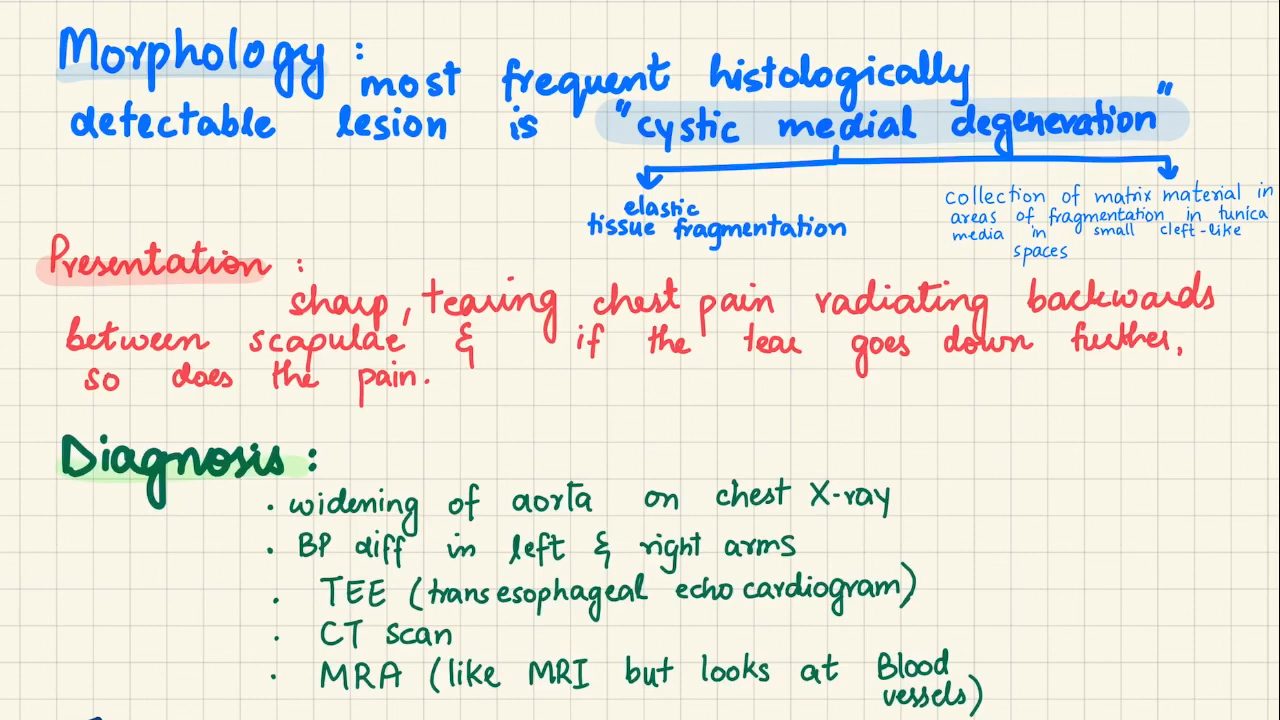 Morphology : most frequent histologically
detectable lesion is "cystic medial degeneration"
elastic
tissue fragmentation
collection of matrix material in
areas of fragmentation in tunica
media in small cleft-like
spaces
Presentation :
sharp, tearing chest pain radiating backwards
between scapulae & if the tear goes down further,
so does the pain.
Diagnosis :
· widening of aorta on chest X-ray
· BP diff in left & right arms
· TEE (transesophageal echocardiogram)
· CT scan
· MRA (like MRI but looks at Blood
vessels)